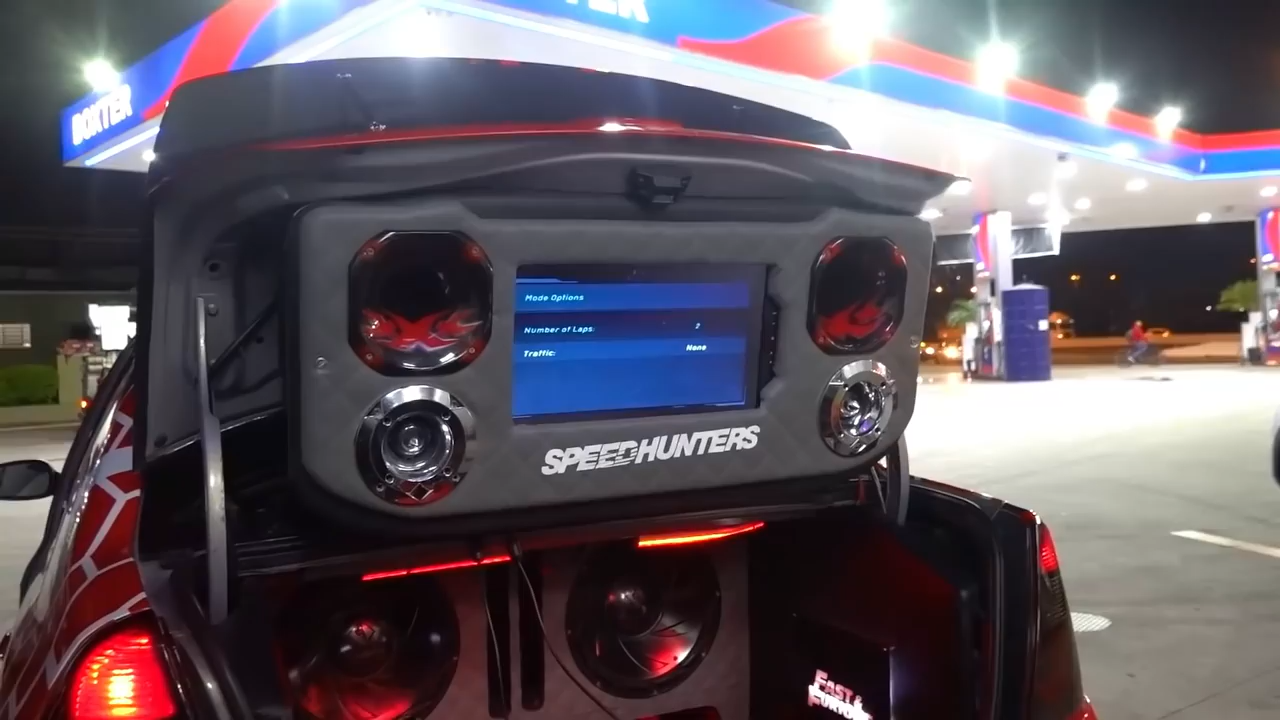 BOXTER
Mode Options
Number of Laps: 2
Traffic: None
SPEEDHUNTERS
FAST &
FURIOUS